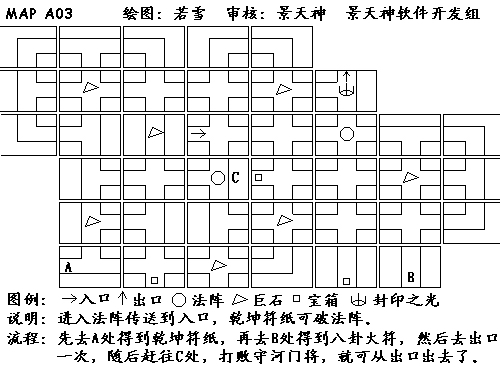 MAP A03 绘图：若雪 审核：景天神 景天神软件开发组
C
A
B
图例：→入口↑出口○法阵▷巨石□宝箱 封印之光
说明：进入法阵传送到入口，乾坤符纸可破法阵。
流程：先去A处得到乾坤符纸，再去B处得到八卦火符，然后去出口
一次，随后赶往C处，打败守河门将，就可从出口出去了。